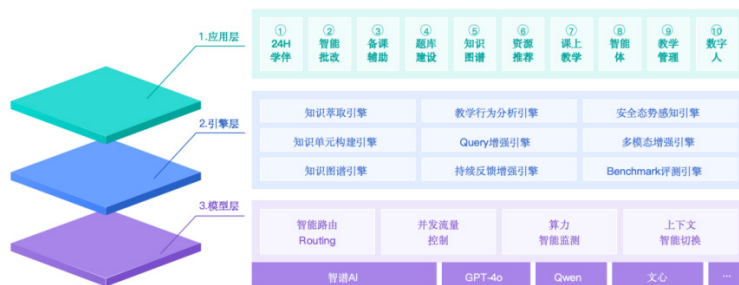 1.应用层
① ② ③ ④ ⑤ ⑥ ⑦ ⑧ ⑨ ⑩
24H 智能 备课 题库 知识 资源 课上 智能 教学 数字
学伴 批改 辅助 建设 图谱 推荐 教学 体 管理 人
2.引擎层
知识萃取引擎 教学行为分析引擎 安全态势感知引擎
知识单元构建引擎 Query增强引擎 多模态增强引擎
知识图谱引擎 持续反馈增强引擎 Benchmark评测引擎
3.模型层
智能路由 并发流量 算力 上下文
Routing 控制 智能监测 智能切换
智谱AI GPT-4o Qwen 文心 ...